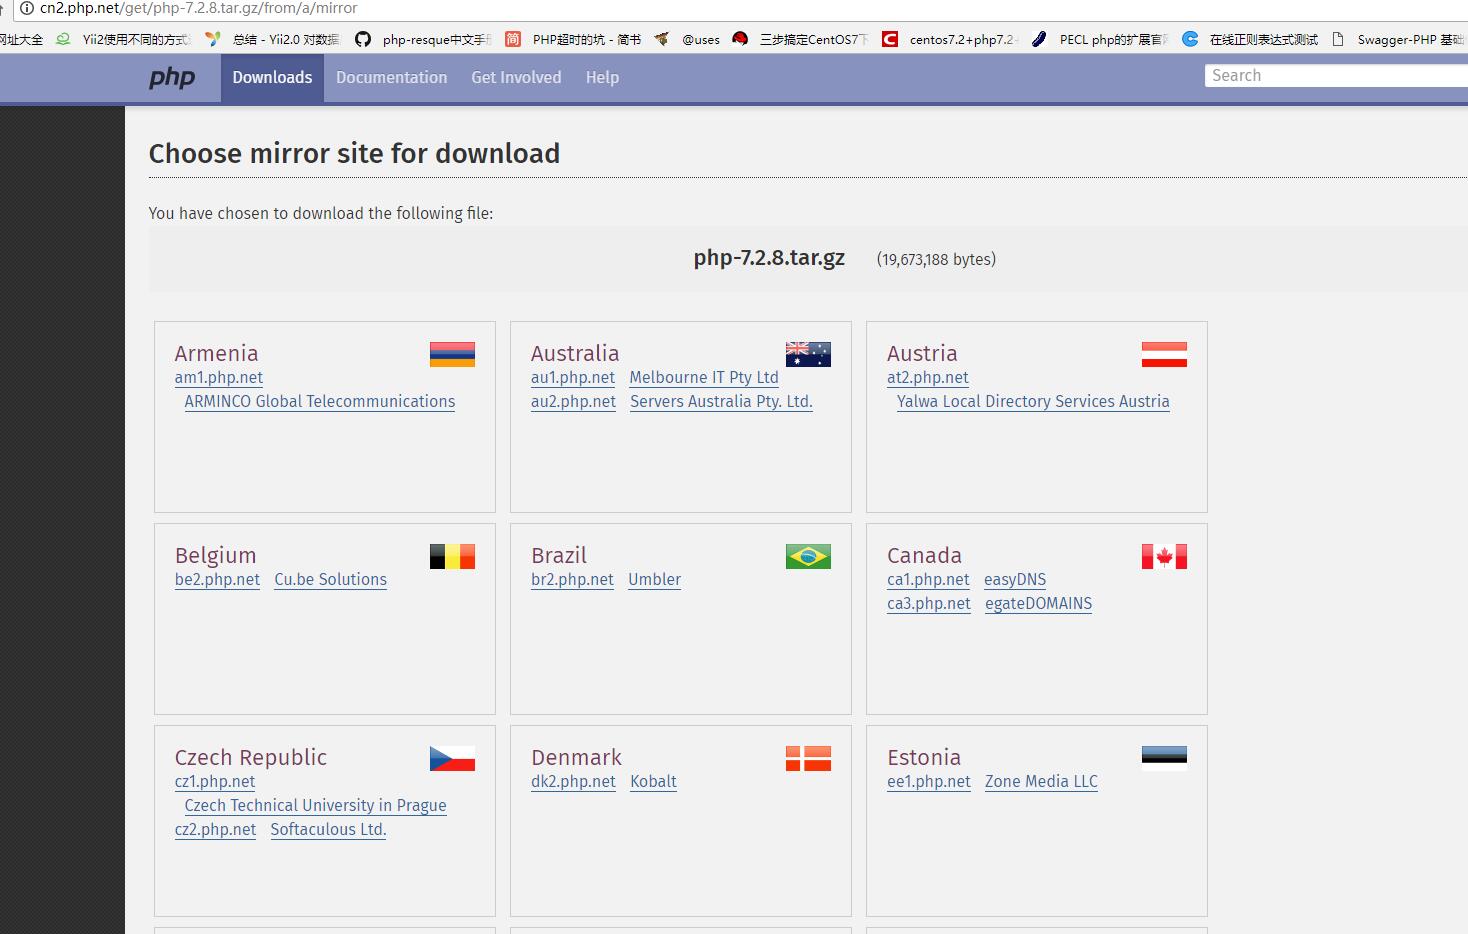 cn2.php.net/get/php-7.2.8.tar.gz/from/a/mirror
网址大全 Yii2使用不同的方式 总结 - Yii2.0 对数据 php-resque中文手册 PHP超时的坑 - 简书 @uses 三步搞定CentOS7下 centos7.2+php7.2+ PECL php的扩展官 在线正则表达式测试 Swagger-PHP 基础
php Downloads Documentation Get Involved Help Search
Choose mirror site for download
You have chosen to download the following file:
php-7.2.8.tar.gz (19,673,188 bytes)
Armenia
am1.php.net
ARMINCO Global Telecommunications
Australia
au1.php.net Melbourne IT Pty Ltd
au2.php.net Servers Australia Pty. Ltd.
Austria
at2.php.net
Yalwa Local Directory Services Austria
Belgium
be2.php.net Cu.be Solutions
Brazil
br2.php.net Umbler
Canada
ca1.php.net easyDNS
ca3.php.net egateDOMAINS
Czech Republic
cz1.php.net
Czech Technical University in Prague
cz2.php.net Softaculous Ltd.
Denmark
dk2.php.net Kobalt
Estonia
ee1.php.net Zone Media LLC